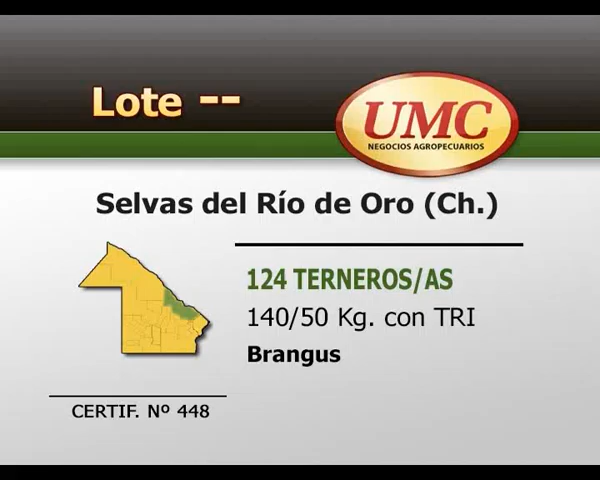 Lote --
UMC
NEGOCIOS AGROPECUARIOS
Selvas del Río de Oro (Ch.)
124 TERNEROS/AS
140/50 Kg. con TRI
Brangus
CERTIF. Nº 448